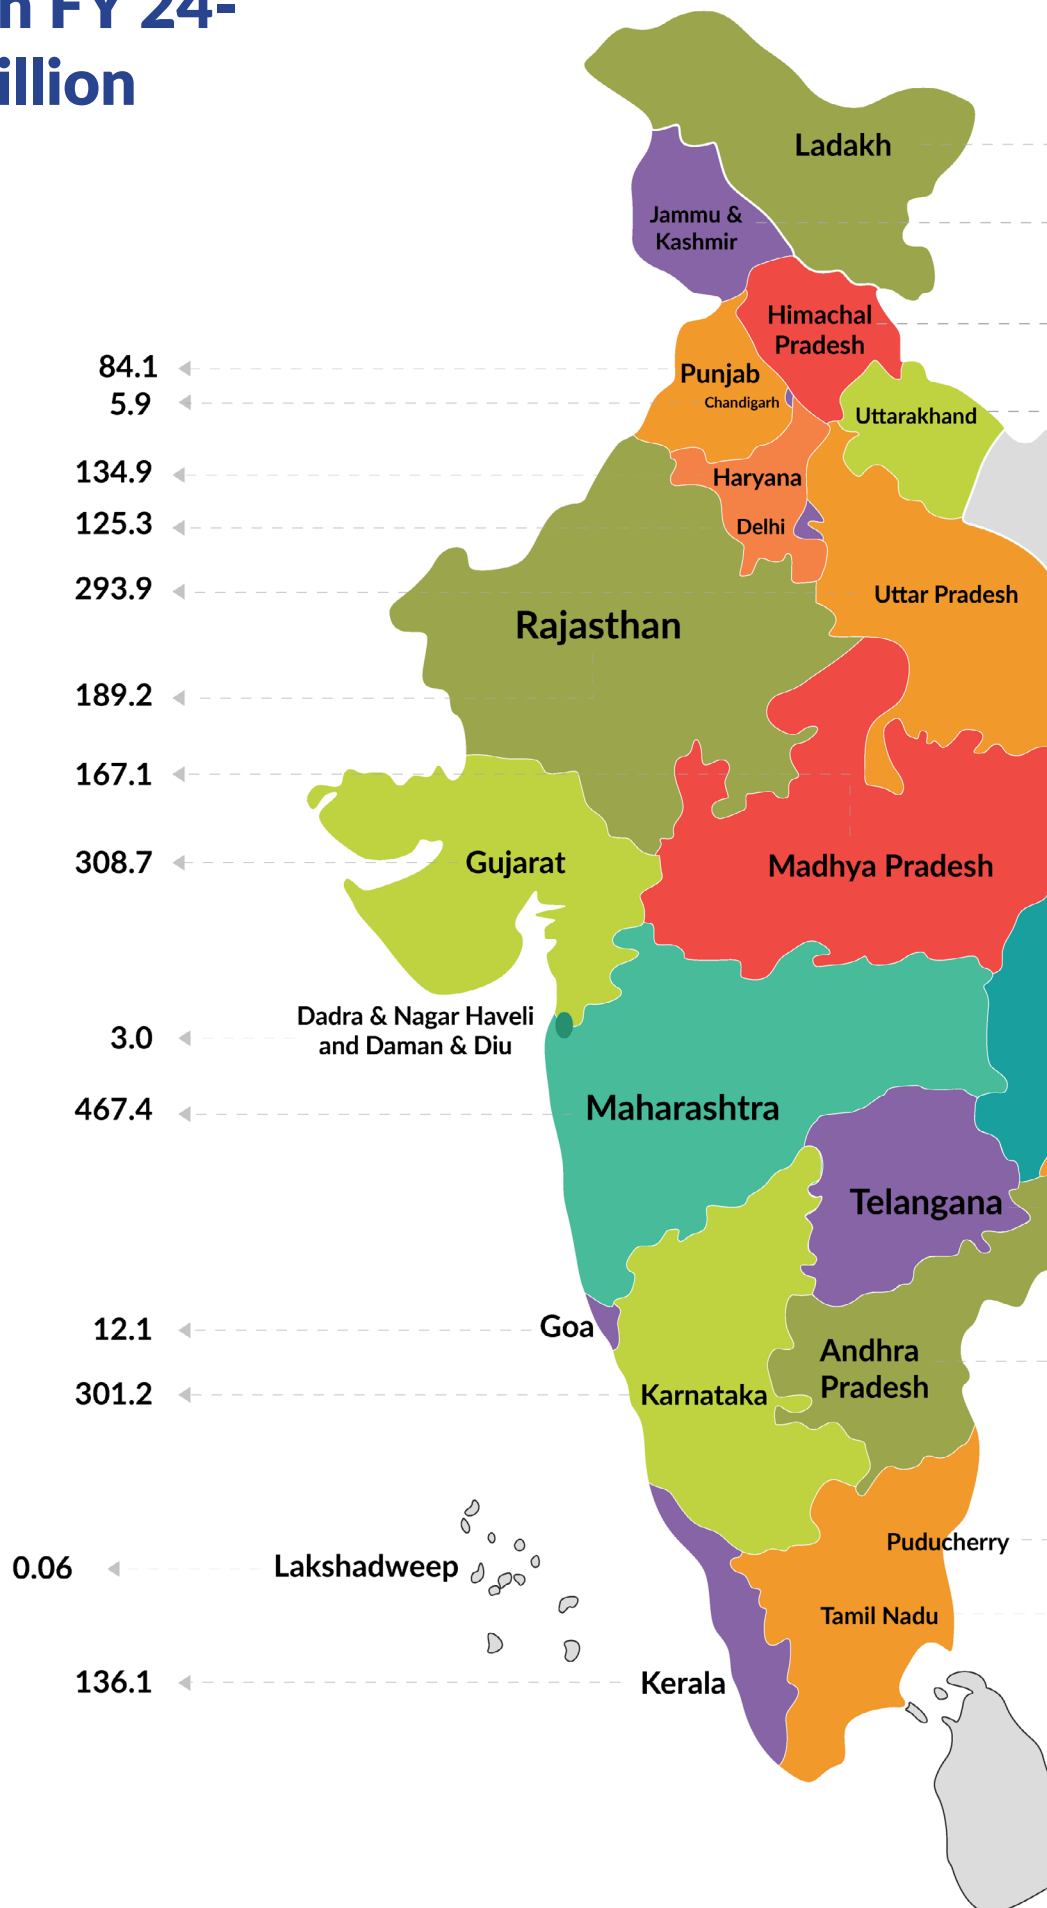 n FY 24-
illion
Ladakh
Jammu &
Kashmir
Himachal
Pradesh
84.1
Punjab
5.9
Chandigarh
Uttarakhand
134.9
Haryana
125.3
Delhi
293.9
Uttar Pradesh
Rajasthan
189.2
167.1
308.7
Gujarat
Madhya Pradesh
Dadra & Nagar Haveli
and Daman & Diu
3.0
467.4
Maharashtra
Telangana
12.1
Goa
Andhra
Pradesh
301.2
Karnataka
Puducherry
0.06
Lakshadweep
Tamil Nadu
136.1
Kerala